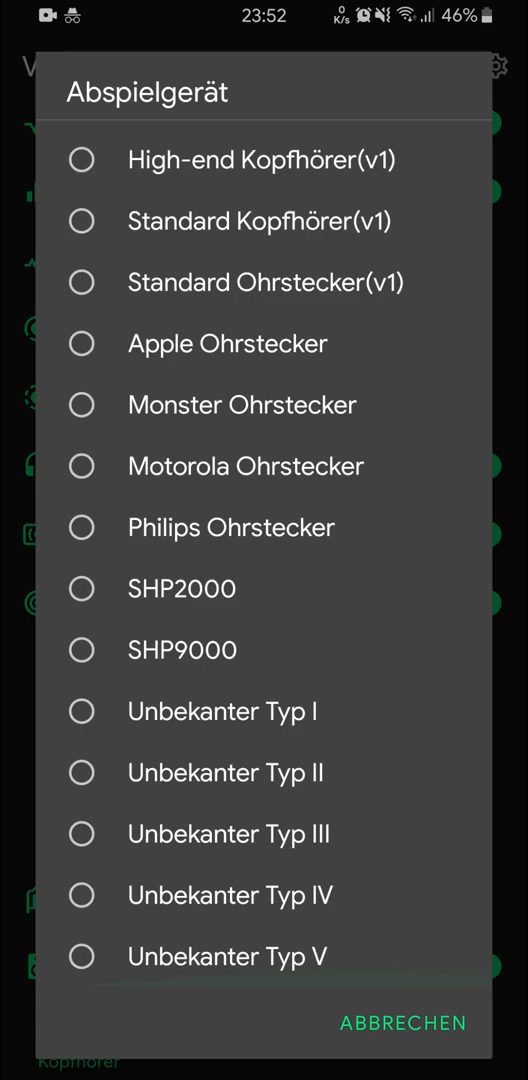 23:52
0
K/s
46%
V
Abspielgerät
High-end Kopfhörer(v1)
Standard Kopfhörer(v1)
Standard Ohrstecker(v1)
Apple Ohrstecker
Monster Ohrstecker
Motorola Ohrstecker
Philips Ohrstecker
SHP2000
SHP9000
Unbekanter Typ I
Unbekanter Typ II
Unbekanter Typ III
Unbekanter Typ IV
Unbekanter Typ V
ABBRECHEN
Kopfhörer